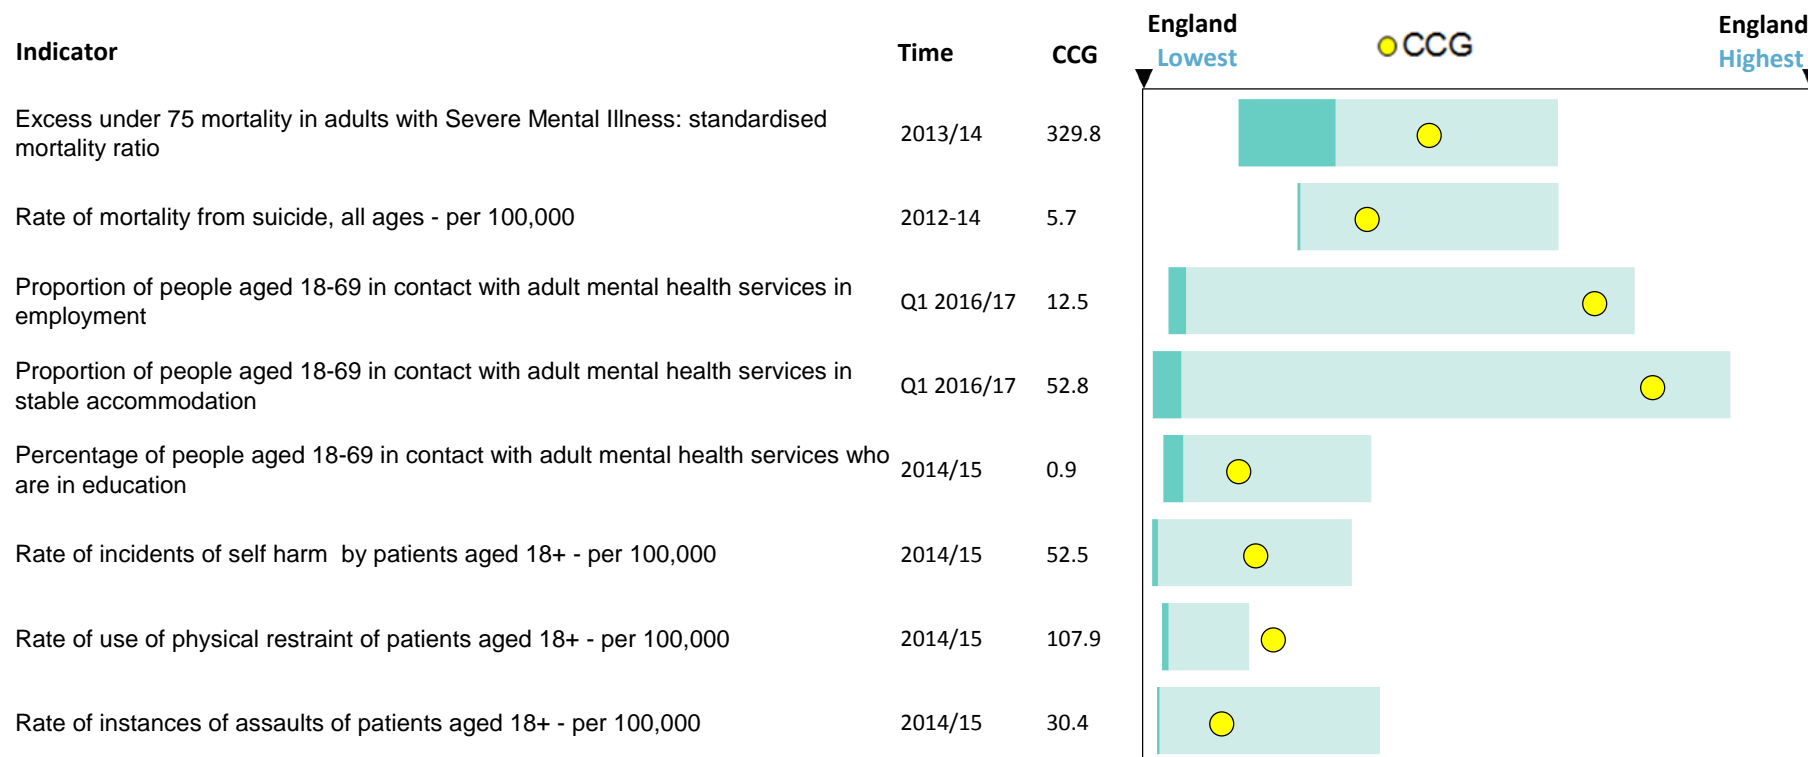 Indicator Time CCG England Lowest CCG England Highest
Excess under 75 mortality in adults with Severe Mental Illness: standardised
mortality ratio
2013/14 329.8
Rate of mortality from suicide, all ages - per 100,000 2012-14 5.7
Proportion of people aged 18-69 in contact with adult mental health services in
employment
Q1 2016/17 12.5
Proportion of people aged 18-69 in contact with adult mental health services in
stable accommodation
Q1 2016/17 52.8
Percentage of people aged 18-69 in contact with adult mental health services who
are in education
2014/15 0.9
Rate of incidents of self harm  by patients aged 18+ - per 100,000 2014/15 52.5
Rate of use of physical restraint of patients aged 18+ - per 100,000 2014/15 107.9
Rate of instances of assaults of patients aged 18+ - per 100,000 2014/15 30.4